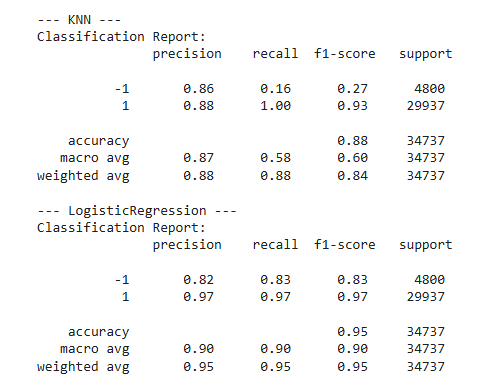 --- KNN ---
Classification Report:
precision recall f1-score support
-1 0.86 0.16 0.27 4800
1 0.88 1.00 0.93 29937
accuracy 0.88 34737
macro avg 0.87 0.58 0.60 34737
weighted avg 0.88 0.88 0.84 34737
--- LogisticRegression ---
Classification Report:
precision recall f1-score support
-1 0.82 0.83 0.83 4800
1 0.97 0.97 0.97 29937
accuracy 0.95 34737
macro avg 0.90 0.90 0.90 34737
weighted avg 0.95 0.95 0.95 34737